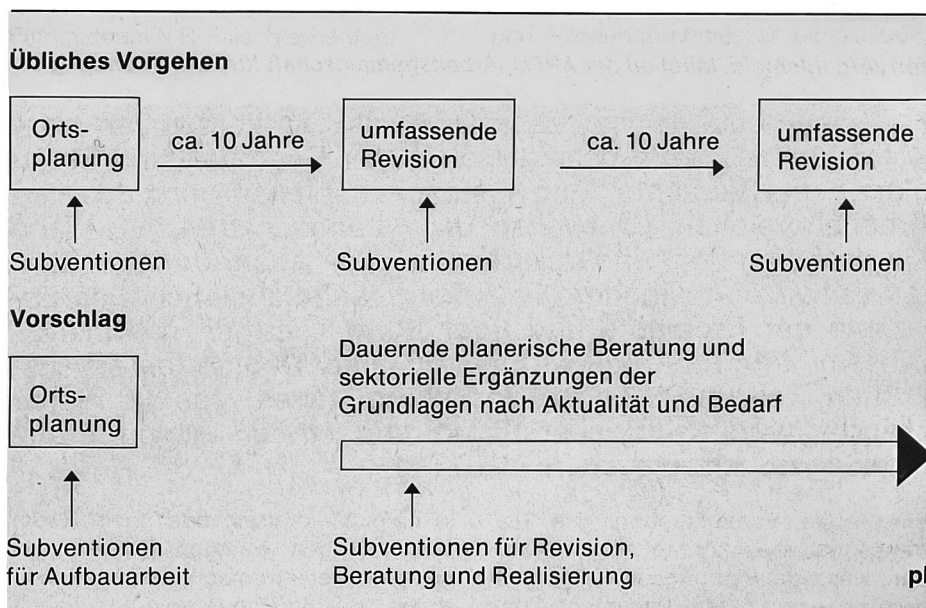 Übliches Vorgehen
Orts-
planung
ca. 10 Jahre
umfassende
Revision
ca. 10 Jahre
umfassende
Revision
Subventionen
Subventionen
Subventionen
Vorschlag
Orts-
planung
Dauernde planerische Beratung und
sektorielle Ergänzungen der
Grundlagen nach Aktualität und Bedarf
Subventionen
für Aufbauarbeit
Subventionen für Revision,
Beratung und Realisierung